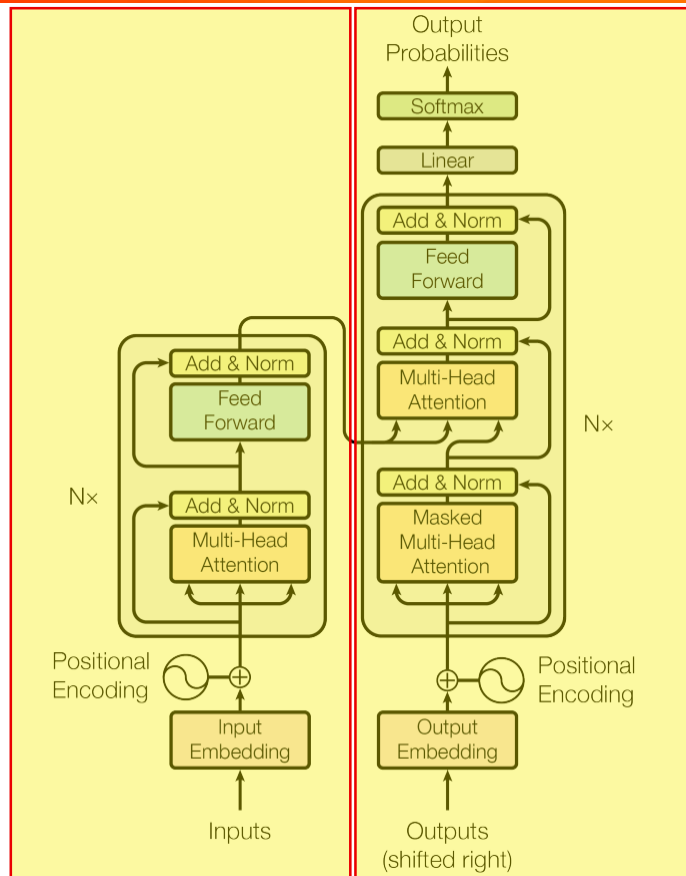 Output
Probabilities
Softmax
Linear
Add & Norm
Feed
Forward
Add & Norm
Multi-Head
Attention
Add & Norm
Masked
Multi-Head
Attention
Nx
Positional
Encoding
Output
Embedding
Outputs
(shifted right)
Add & Norm
Feed
Forward
Add & Norm
Multi-Head
Attention
Nx
Positional
Encoding
Input
Embedding
Inputs